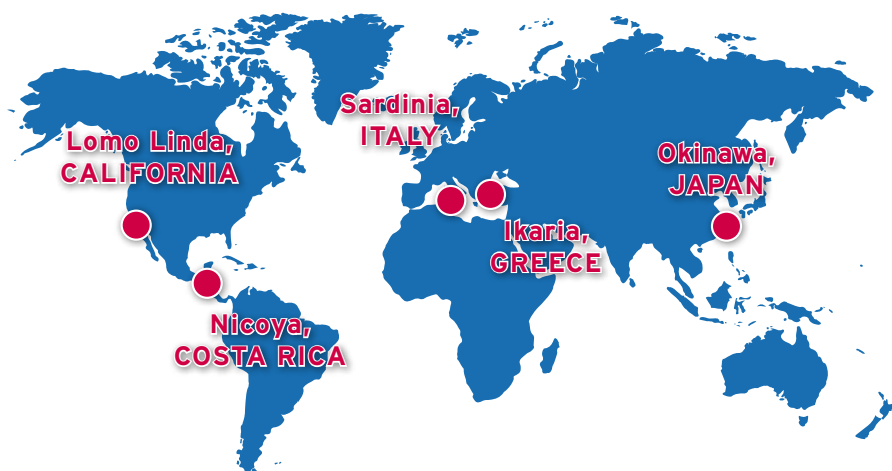 Sardinia,
ITALY
Lomo Linda,
CALIFORNIA
Okinawa,
JAPAN
Ikaria,
GREECE
Nicoya,
COSTA RICA